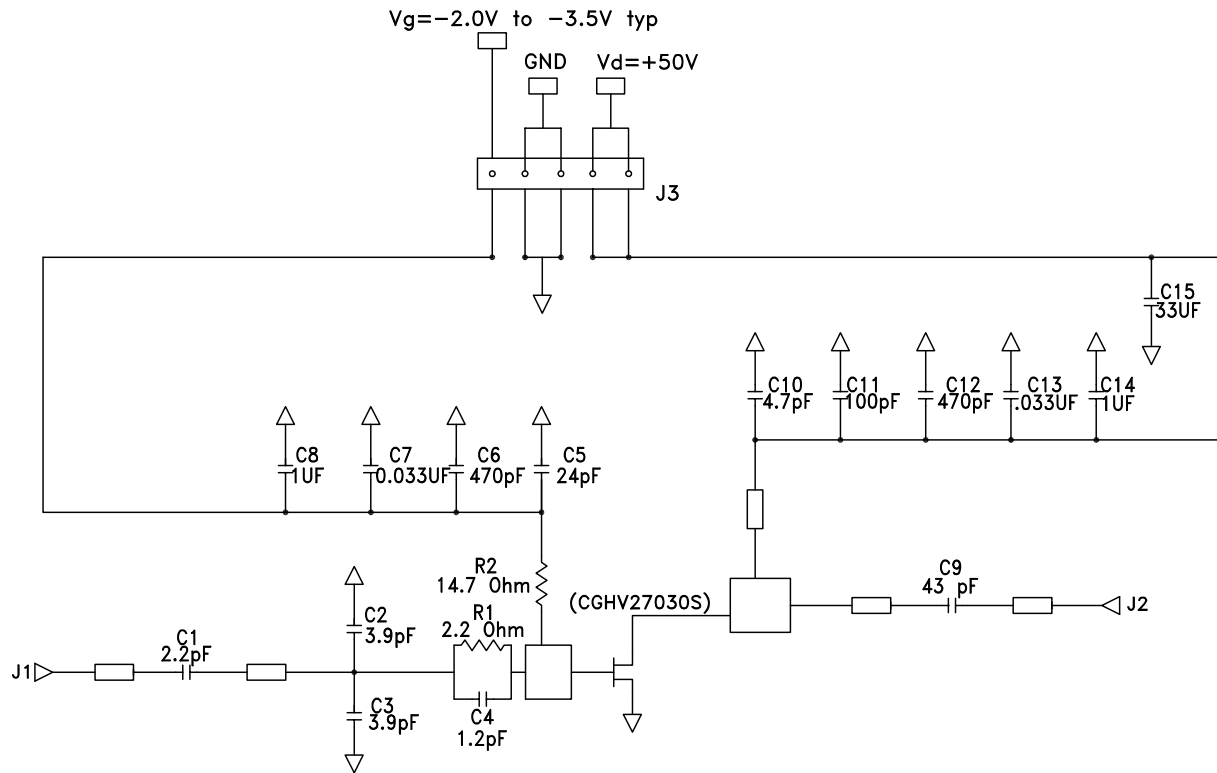 Vg=−2.0V to −3.5V typ
GND
Vd=+50V
J3
C15
33UF
C10
4.7pF
C11
100pF
C12
470pF
C13
.033UF
C14
1UF
C8
1UF
C7
0.033UF
C6
470pF
C5
24pF
R2
14.7 Ohm
R1
2.2 Ohm
(CGHV27030S)
C9
43 pF
J2
C2
3.9pF
C1
2.2pF
J1
C3
3.9pF
C4
1.2pF